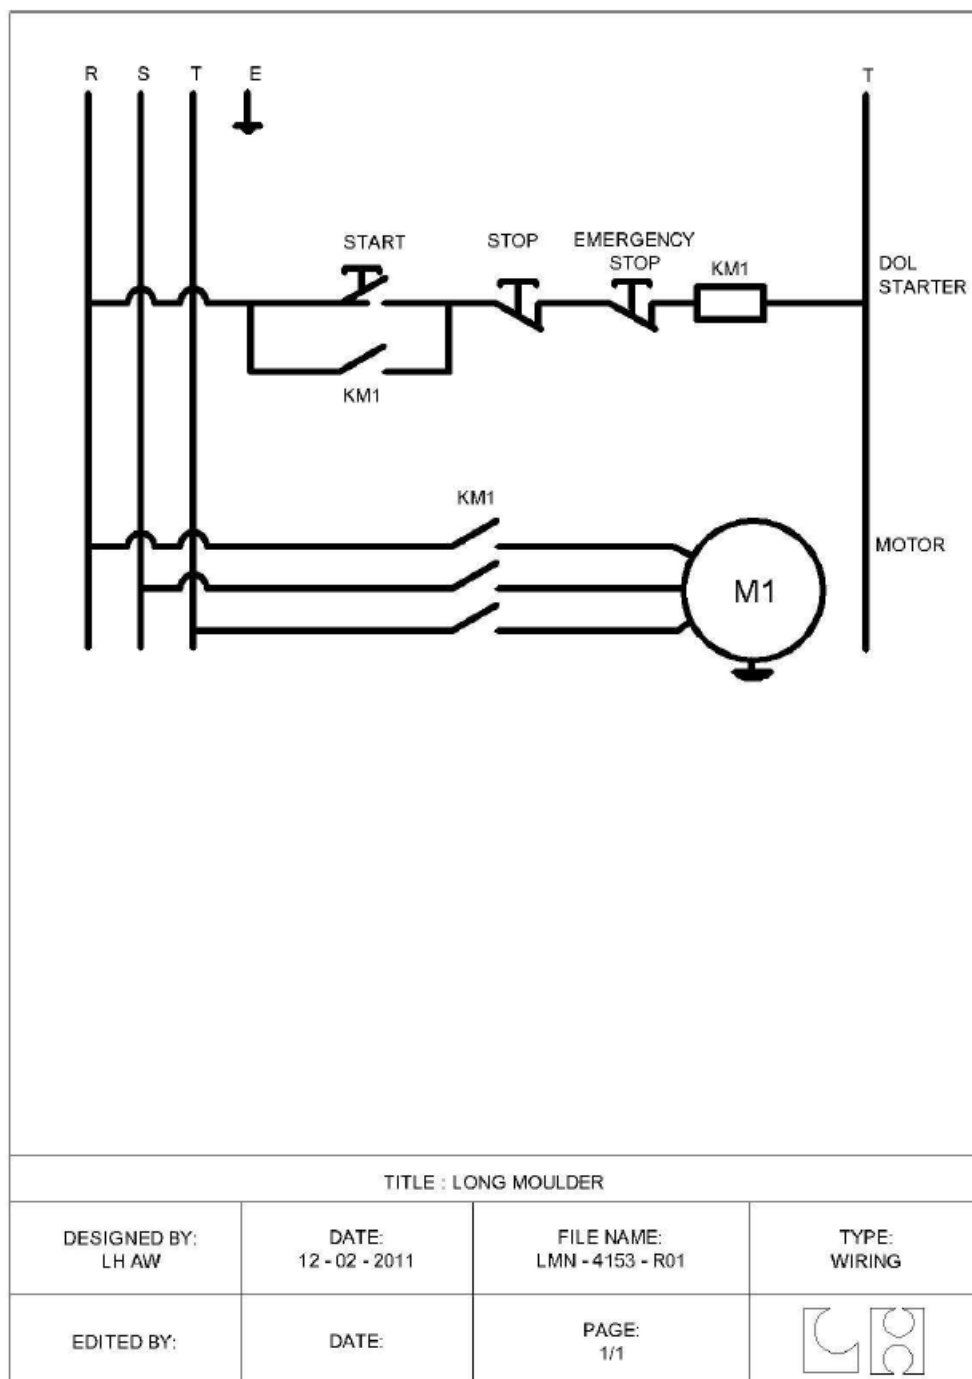 R S T E T
START STOP EMERGENCY
STOP
KM1
DOL
STARTER
KM1
KM1
MOTOR
M1
TITLE : LONG MOULDER
DESIGNED BY:
LH AW
DATE:
12 - 02 - 2011
FILE NAME:
LMN - 4153 - R01
TYPE:
WIRING
EDITED BY:
DATE:
PAGE:
1/1